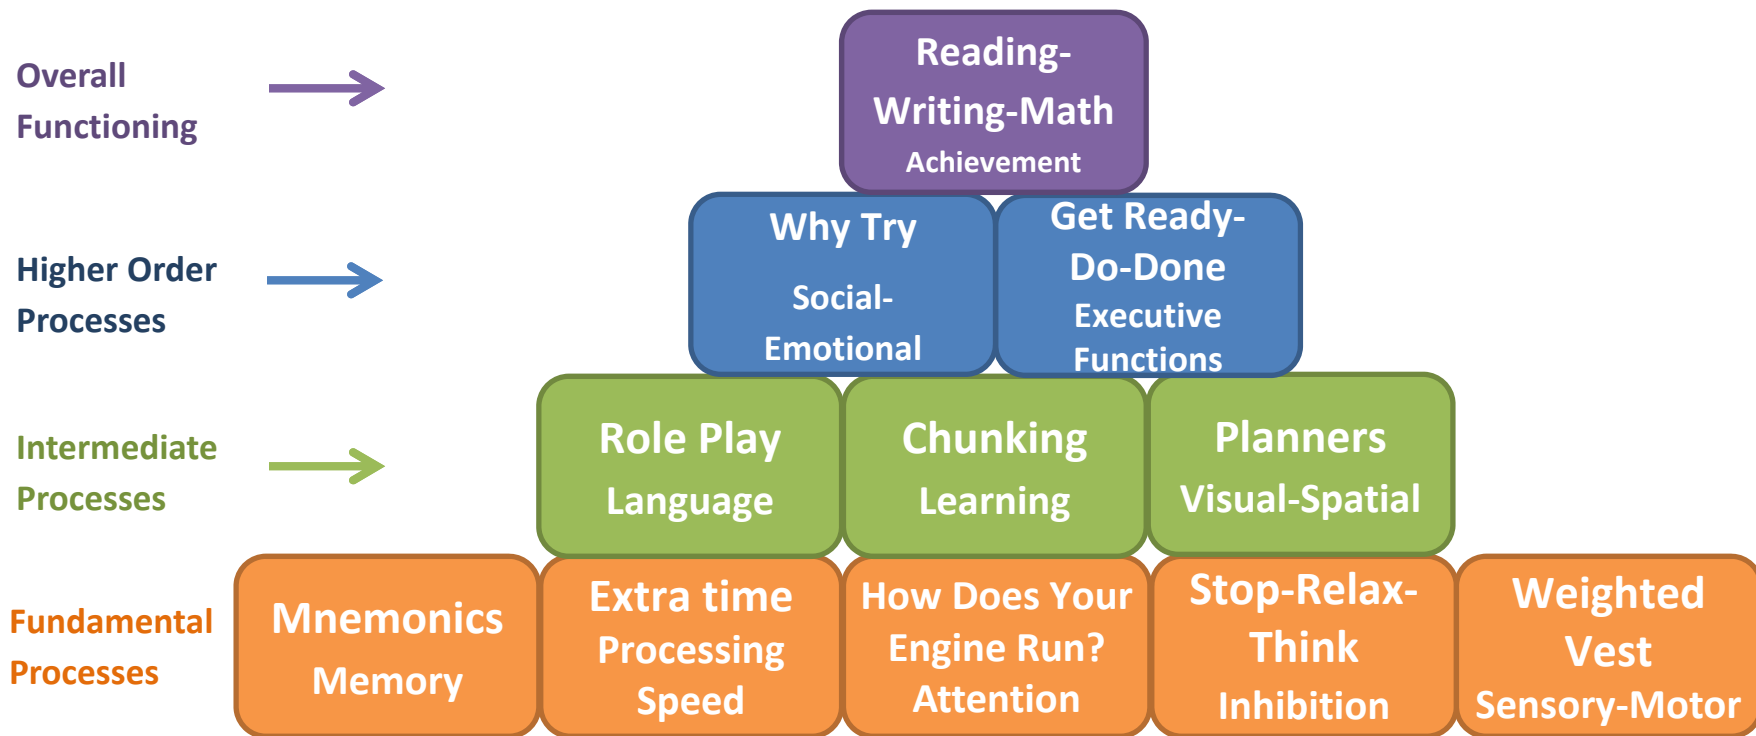 Overall
Functioning
Reading-
Writing-Math
Achievement
Higher Order
Processes
Why Try
Social-
Emotional
Get Ready-
Do-Done
Executive
Functions
Intermediate
Processes
Role Play
Language
Chunking
Learning
Planners
Visual-Spatial
Fundamental
Processes
Mnemonics
Memory
Extra time
Processing
Speed
How Does Your
Engine Run?
Attention
Stop-Relax-
Think
Inhibition
Weighted
Vest
Sensory-Motor